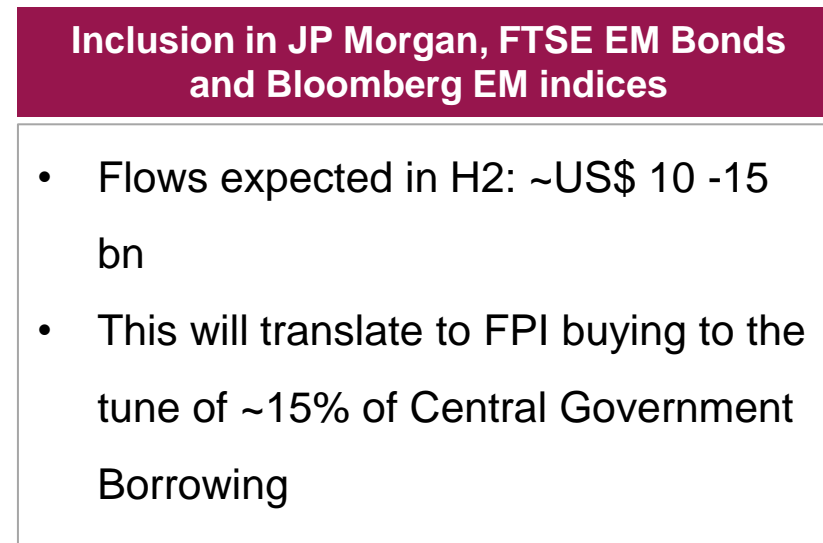 Inclusion in JP Morgan, FTSE EM Bonds
and Bloomberg EM indices
• Flows expected in H2: ~US$ 10 -15
bn
• This will translate to FPI buying to the
tune of ~15% of Central Government
Borrowing